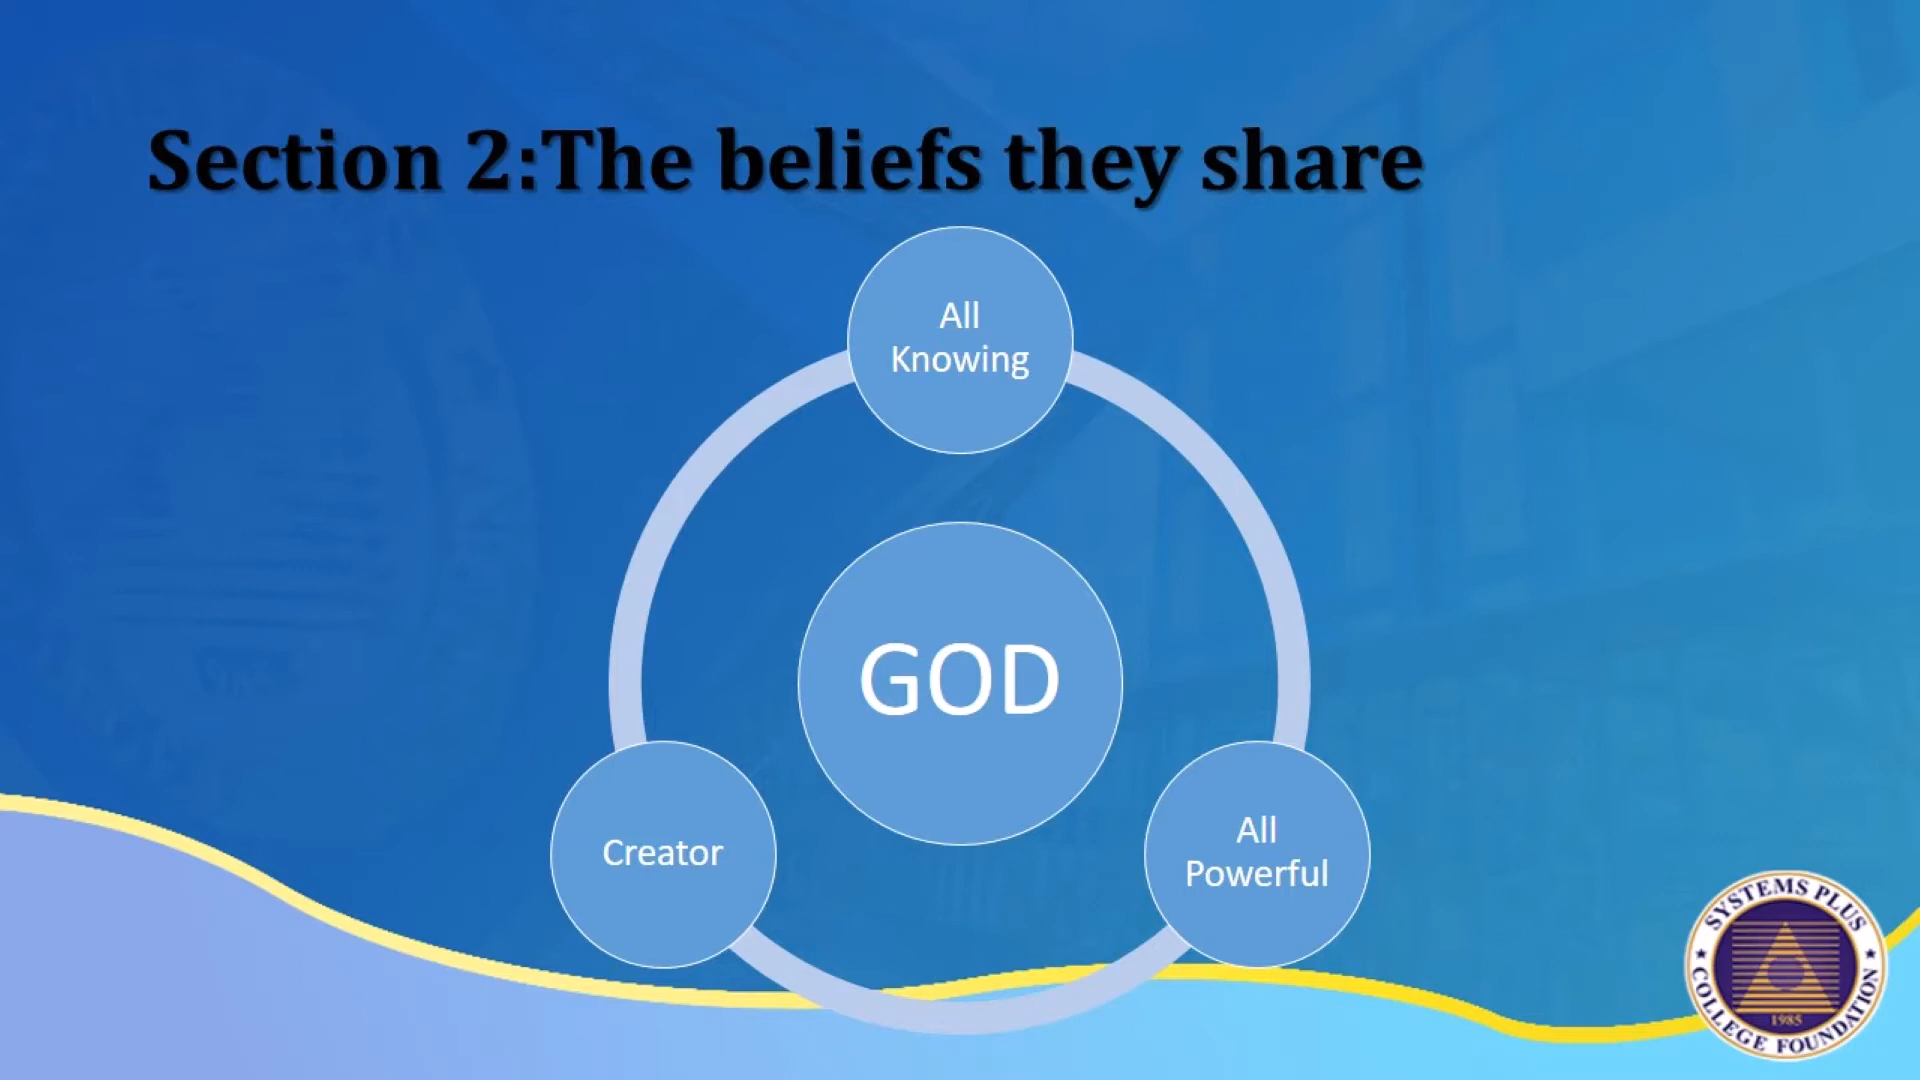 Section 2:The beliefs they share
All
Knowing
GOD
Creator
All
Powerful
SYSTEMS PLUS
COLLEGE FOUNDATION
1985